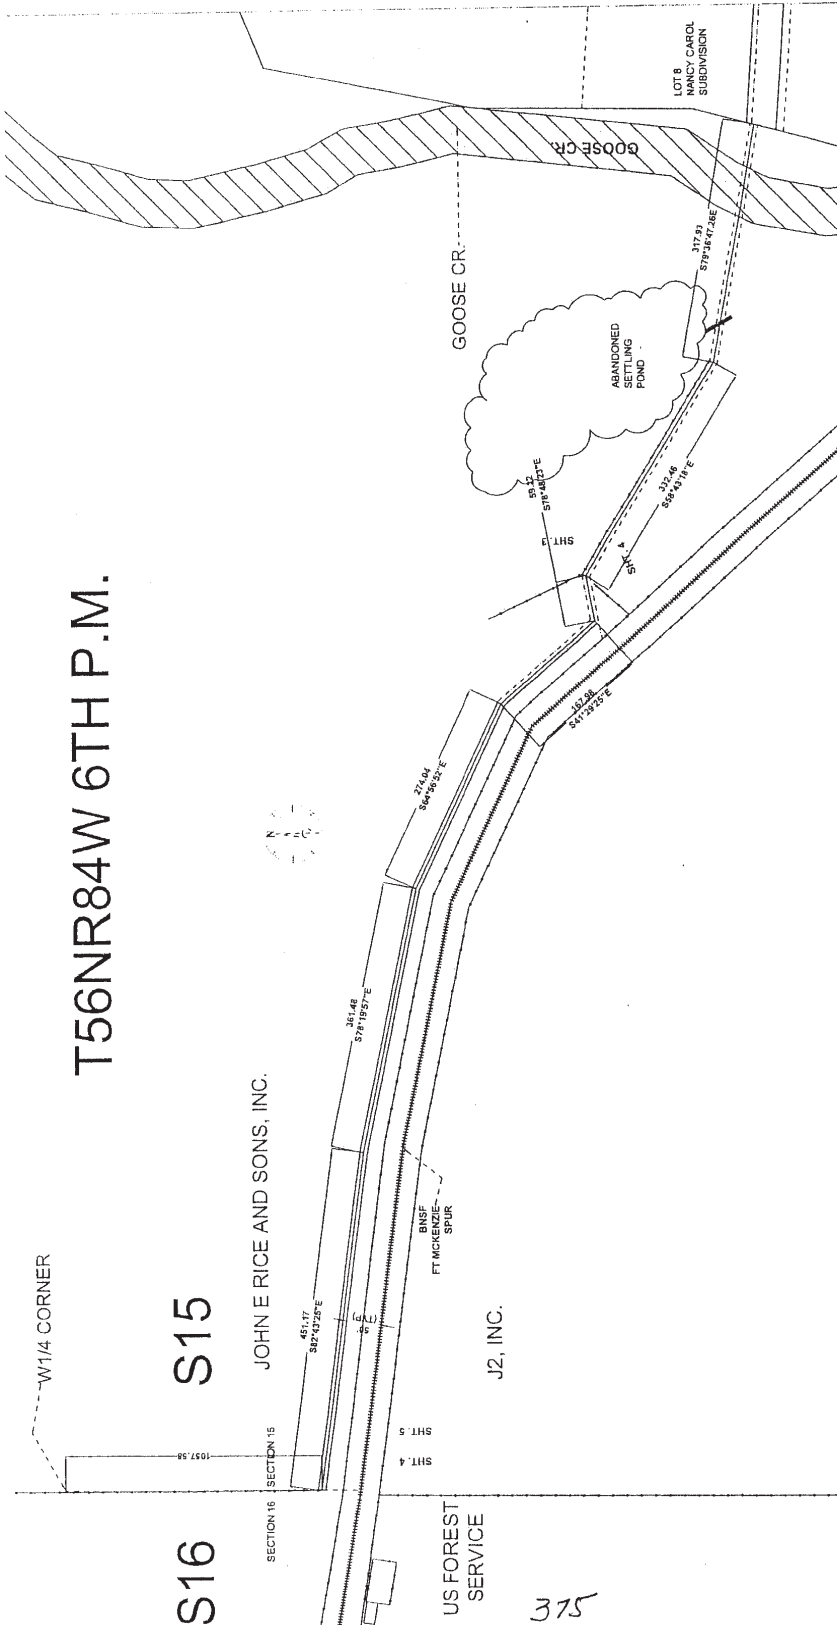 T56NR84W 6TH P.M.
W1/4 CORNER
S15
S16
JOHN E RICE AND SONS, INC.
SECTION 16
SECTION 15
1057.58
451.17
S82°43'25"E
361.48
S78°19'57"E
274.04
S64°56'52"E
167.98
S41°29'25"E
59.22
S78°48'23"E
332.46
S58°43'18"E
317.93
S79°36'47.26E
50'
(TYP)
N
BNSF
FT MCKENZIE
SPUR
J2, INC.
SHT. 5
SHT. 4
SHT. 3
SHT. 4
US FOREST
SERVICE
GOOSE CR.
GOOSE CR.
ABANDONED
SETTLING
POND
LOT 8
NANCY CAROL
SUBDIVISION
375